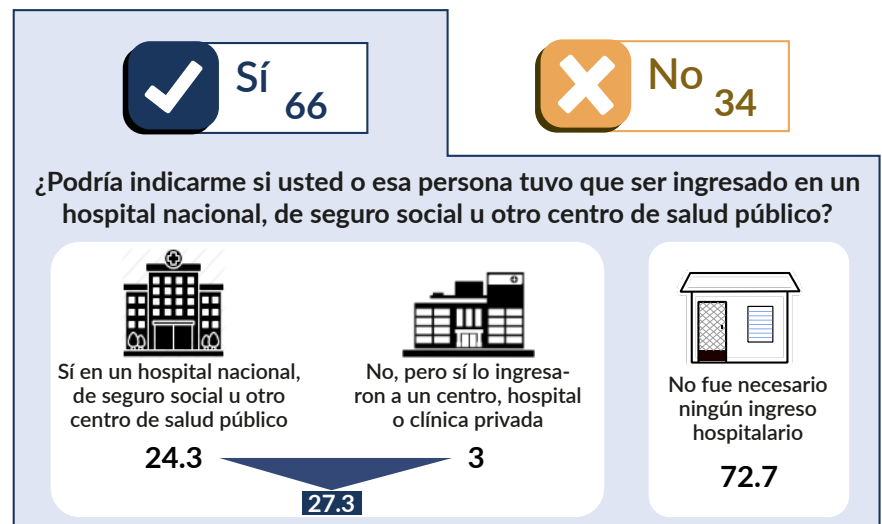 Sí
66
No
34
¿Podría indicarme si usted o esa persona tuvo que ser ingresado en un
hospital nacional, de seguro social u otro centro de salud público?
Sí en un hospital nacional,
de seguro social u otro
centro de salud público
24.3
No, pero sí lo ingresa-
ron a un centro, hospital
o clínica privada
3
27.3
No fue necesario
ningún ingreso
hospitalario
72.7